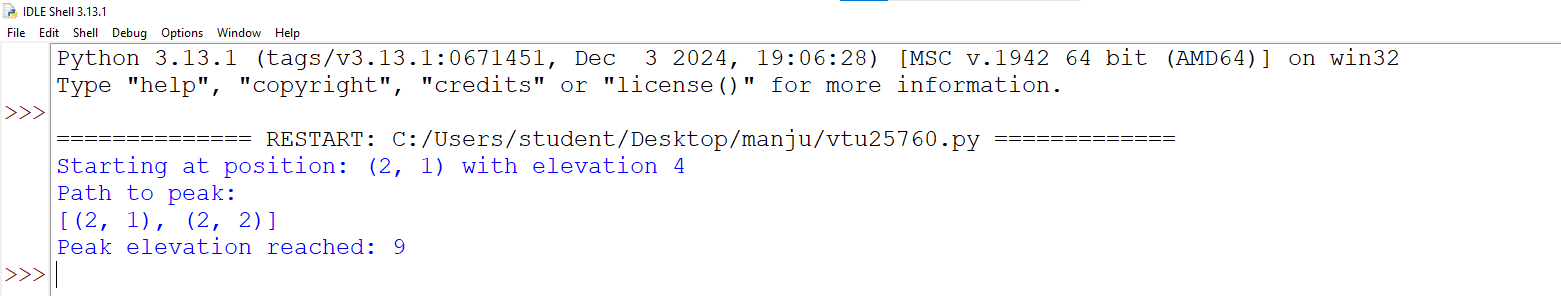 IDLE Shell 3.13.1
File Edit Shell Debug Options Window Help
Python 3.13.1 (tags/v3.13.1:0671451, Dec  3 2024, 19:06:28) [MSC v.1942 64 bit (AMD64)] on win32
Type "help", "copyright", "credits" or "license()" for more information.
>>>
============== RESTART: C:/Users/student/Desktop/manju/vtu25760.py =============
Starting at position: (2, 1) with elevation 4
Path to peak:
[(2, 1), (2, 2)]
Peak elevation reached: 9
>>>